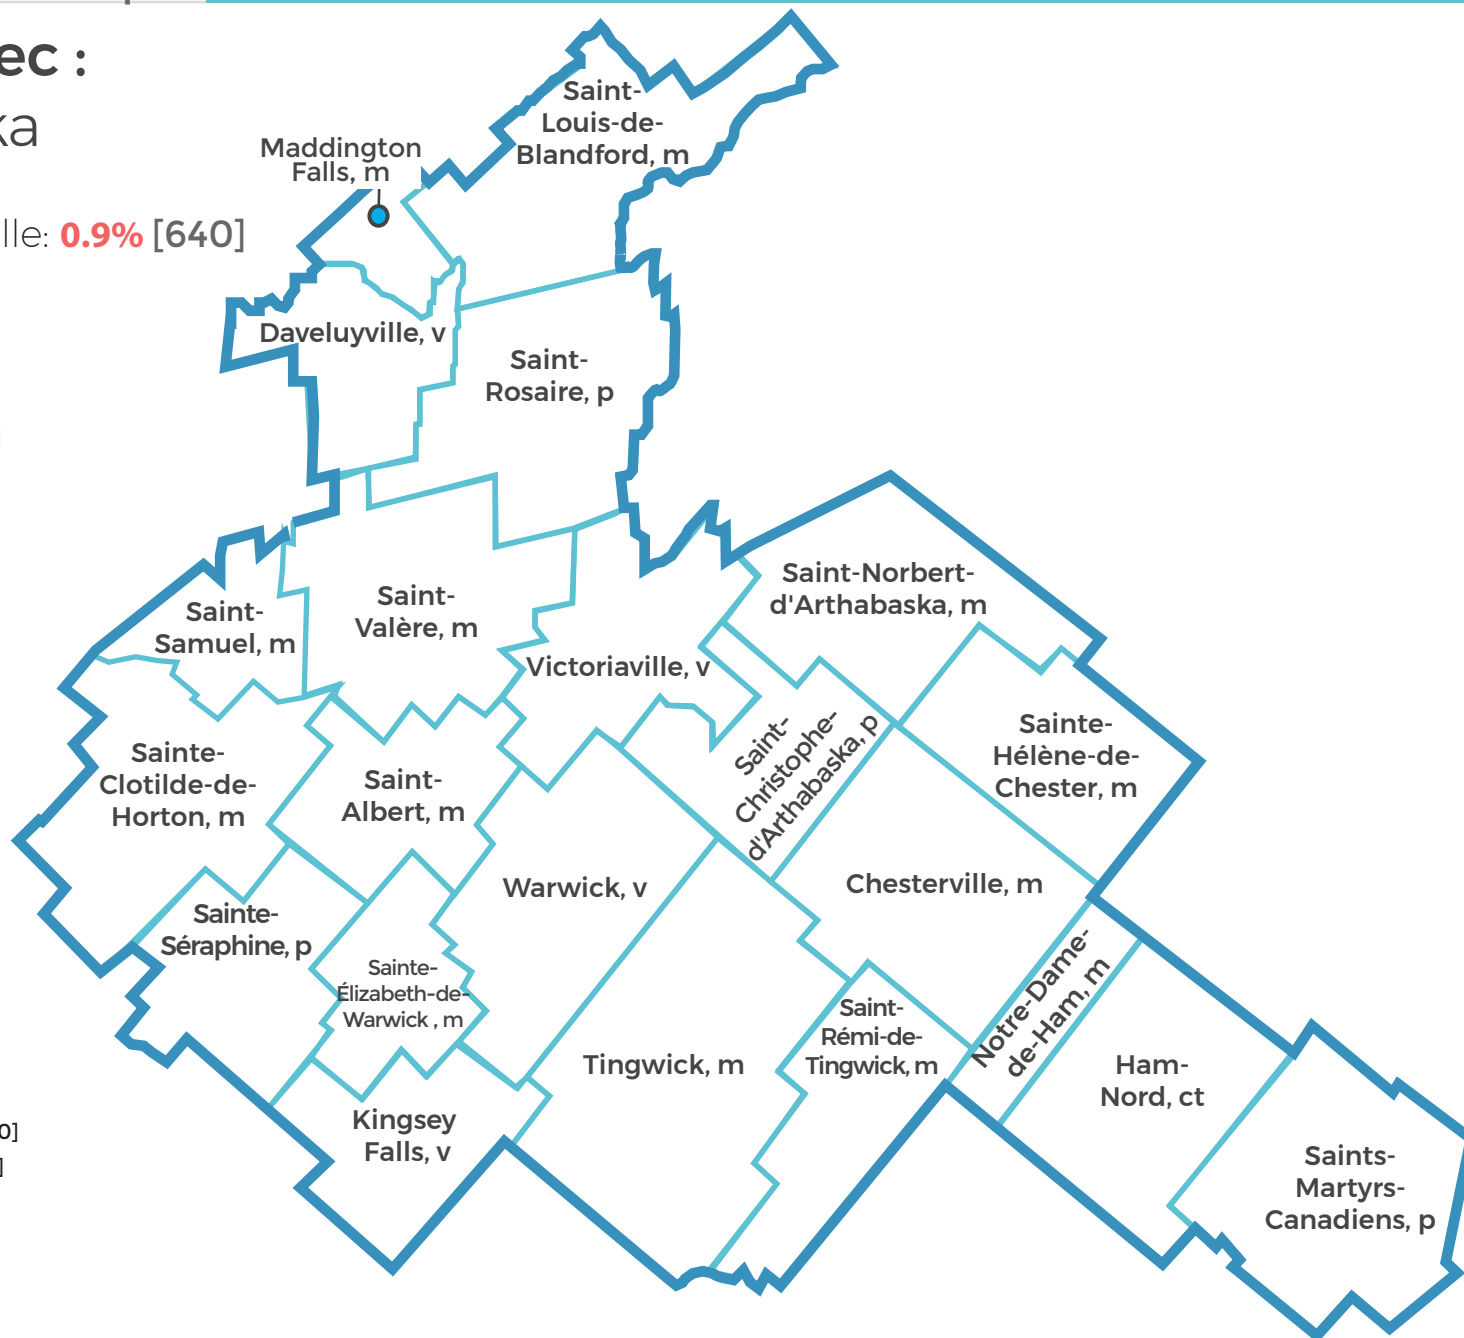 ec :
ka
lle: 0.9% [640]
0]
]
Saint-
Louis-de-
Blandford, m
Maddington
Falls, m
Daveluyville, v
Saint-
Rosaire, p
Saint-Norbert-
d'Arthabaska, m
Saint-
Samuel, m
Saint-
Valère, m
Victoriaville, v
Saint-
Christophe-
d'Arthabaska, p
Sainte-
Hélène-de-
Chester, m
Sainte-
Clotilde-de-
Horton, m
Saint-
Albert, m
Warwick, v
Chesterville, m
Sainte-
Séraphine, p
Sainte-
Élizabeth-de-
Warwick , m
Saint-
Rémi-de-
Tingwick, m
Notre-Dame-
de-Ham, m
Tingwick, m
Ham-
Nord, ct
Kingsey
Falls, v
Saints-
Martyrs-
Canadiens, p